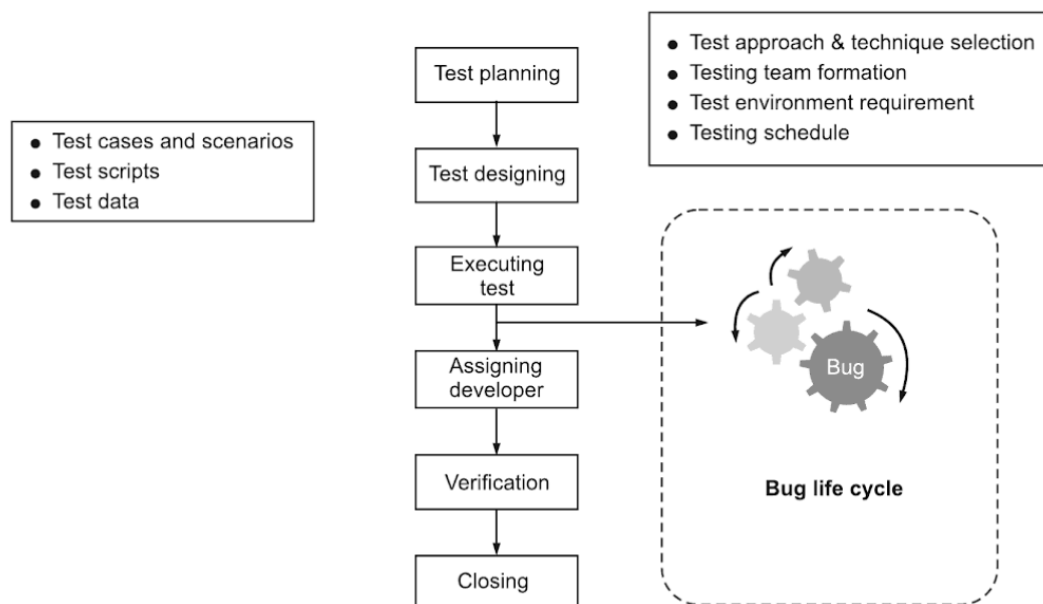 Test planning
● Test approach & technique selection
● Testing team formation
● Test environment requirement
● Testing schedule
● Test cases and scenarios
● Test scripts
● Test data
Test designing
Executing
test
Assigning
developer
Verification
Closing
Bug
Bug life cycle